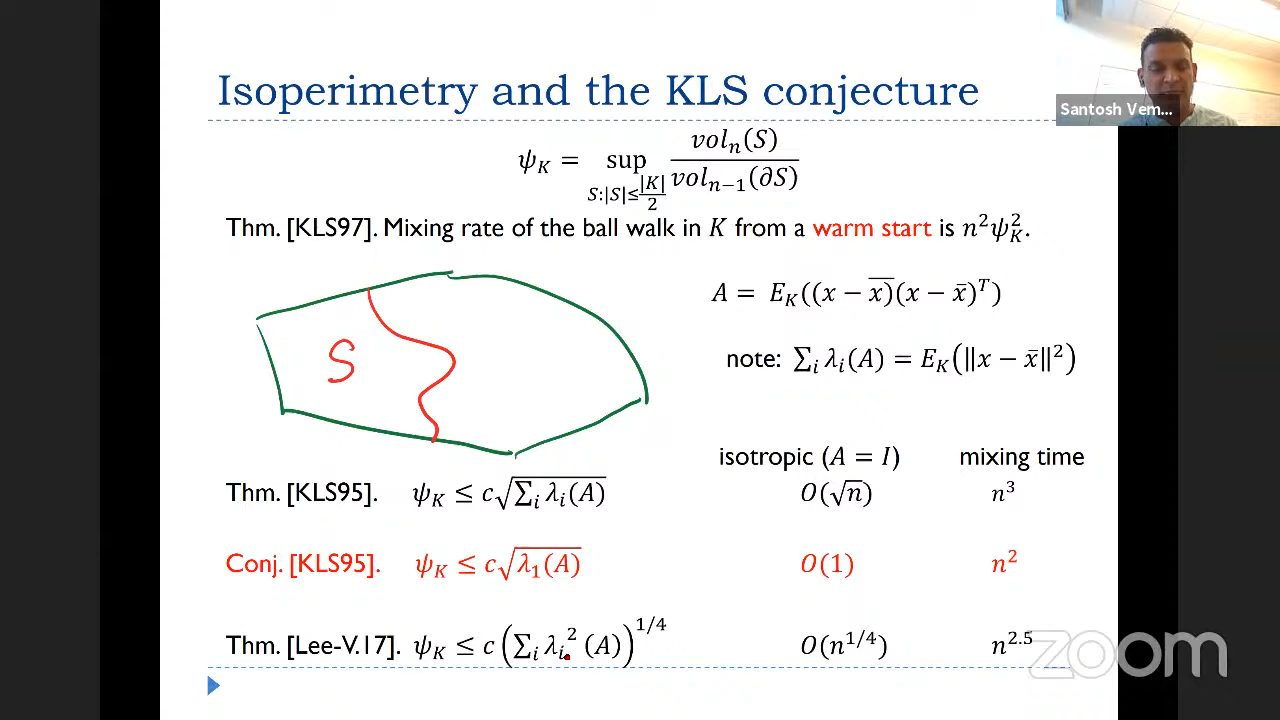 Isoperimetry and the KLS conjecture
Santosh Vem...
ψ_K = sup_{S:|S|≤|K|/2} vol_n(S) / vol_{n−1}(∂S)
Thm. [KLS97]. Mixing rate of the ball walk in K from a warm start is n²ψ_K².
S
A = E_K((x − x̅)(x − x̄)^T)
note: ∑_i λ_i(A) = E_K(‖x − x̄‖²)
isotropic (A = I) mixing time
Thm. [KLS95]. ψ_K ≤ c√(∑_i λ_i(A)) O(√n) n³
Conj. [KLS95]. ψ_K ≤ c√(λ_1(A)) O(1) n²
Thm. [Lee-V.17]. ψ_K ≤ c(∑_i λ_i²(A))^{1/4} O(n^{1/4}) n^{2.5}
zoom